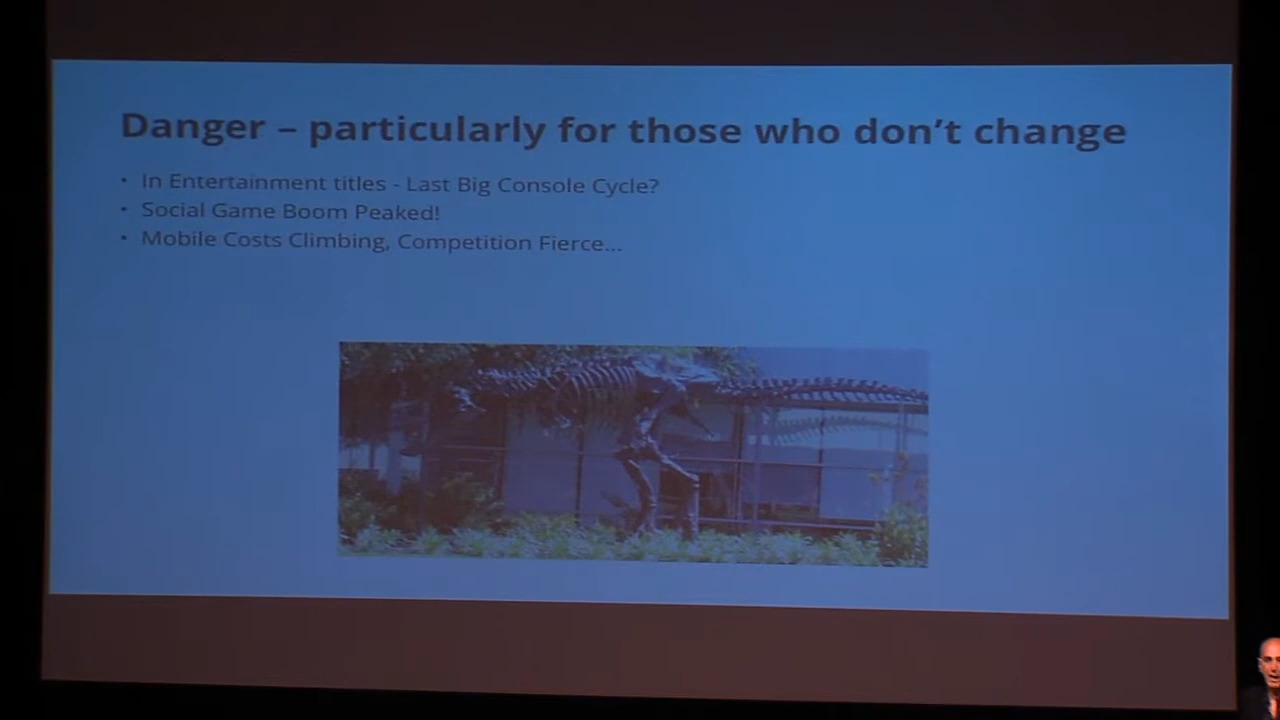 Danger – particularly for those who don't change
• In Entertainment titles - Last Big Console Cycle?
• Social Game Boom Peaked!
• Mobile Costs Climbing, Competition Fierce...